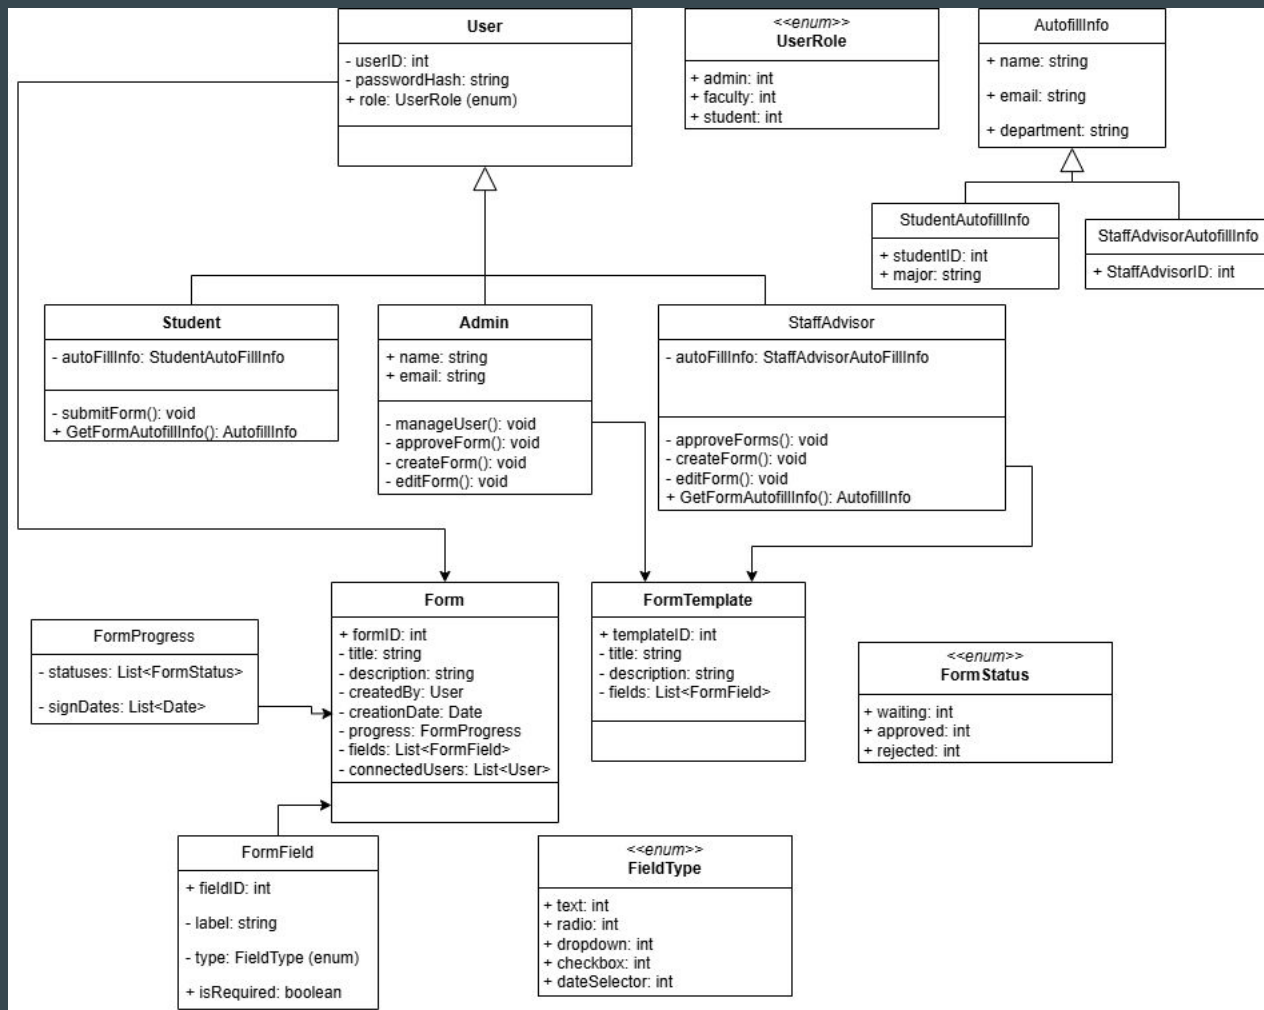 User
- userID: int
- passwordHash: string
+ role: UserRole (enum)
<<enum>>
UserRole
+ admin: int
+ faculty: int
+ student: int
AutofillInfo
+ name: string
+ email: string
+ department: string
StudentAutofillInfo
+ studentID: int
+ major: string
StaffAdvisorAutofillInfo
+ StaffAdvisorID: int
Student
- autoFillInfo: StudentAutoFillInfo
- submitForm(): void
+ GetFormAutofillInfo(): AutofillInfo
Admin
+ name: string
+ email: string
- manageUser(): void
- approveForm(): void
- createForm(): void
- editForm(): void
StaffAdvisor
- autoFillInfo: StaffAdvisorAutoFillInfo
- approveForms(): void
- createForm(): void
- editForm(): void
+ GetFormAutofillInfo(): AutofillInfo
FormProgress
- statuses: List<FormStatus>
- signDates: List<Date>
Form
+ formID: int
- title: string
- description: string
- createdBy: User
- creationDate: Date
- progress: FormProgress
- fields: List<FormField>
- connectedUsers: List<User>
FormTemplate
+ templateID: int
- title: string
- description: string
- fields: List<FormField>
<<enum>>
FormStatus
+ waiting: int
+ approved: int
+ rejected: int
FormField
+ fieldID: int
- label: string
- type: FieldType (enum)
+ isRequired: boolean
<<enum>>
FieldType
+ text: int
+ radio: int
+ dropdown: int
+ checkbox: int
+ dateSelector: int